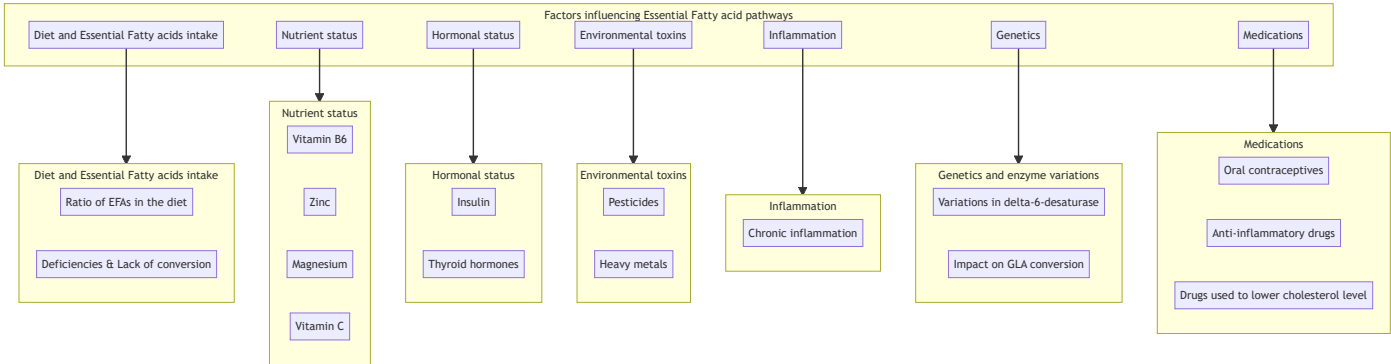 Factors influencing Essential Fatty acid pathways
Diet and Essential Fatty acids intake
Nutrient status
Hormonal status
Environmental toxins
Inflammation
Genetics
Medications
Diet and Essential Fatty acids intake
Ratio of EFAs in the diet
Deficiencies & Lack of conversion
Nutrient status
Vitamin B6
Zinc
Magnesium
Vitamin C
Hormonal status
Insulin
Thyroid hormones
Environmental toxins
Pesticides
Heavy metals
Inflammation
Chronic inflammation
Genetics and enzyme variations
Variations in delta-6-desaturase
Impact on GLA conversion
Medications
Oral contraceptives
Anti-inflammatory drugs
Drugs used to lower cholesterol level